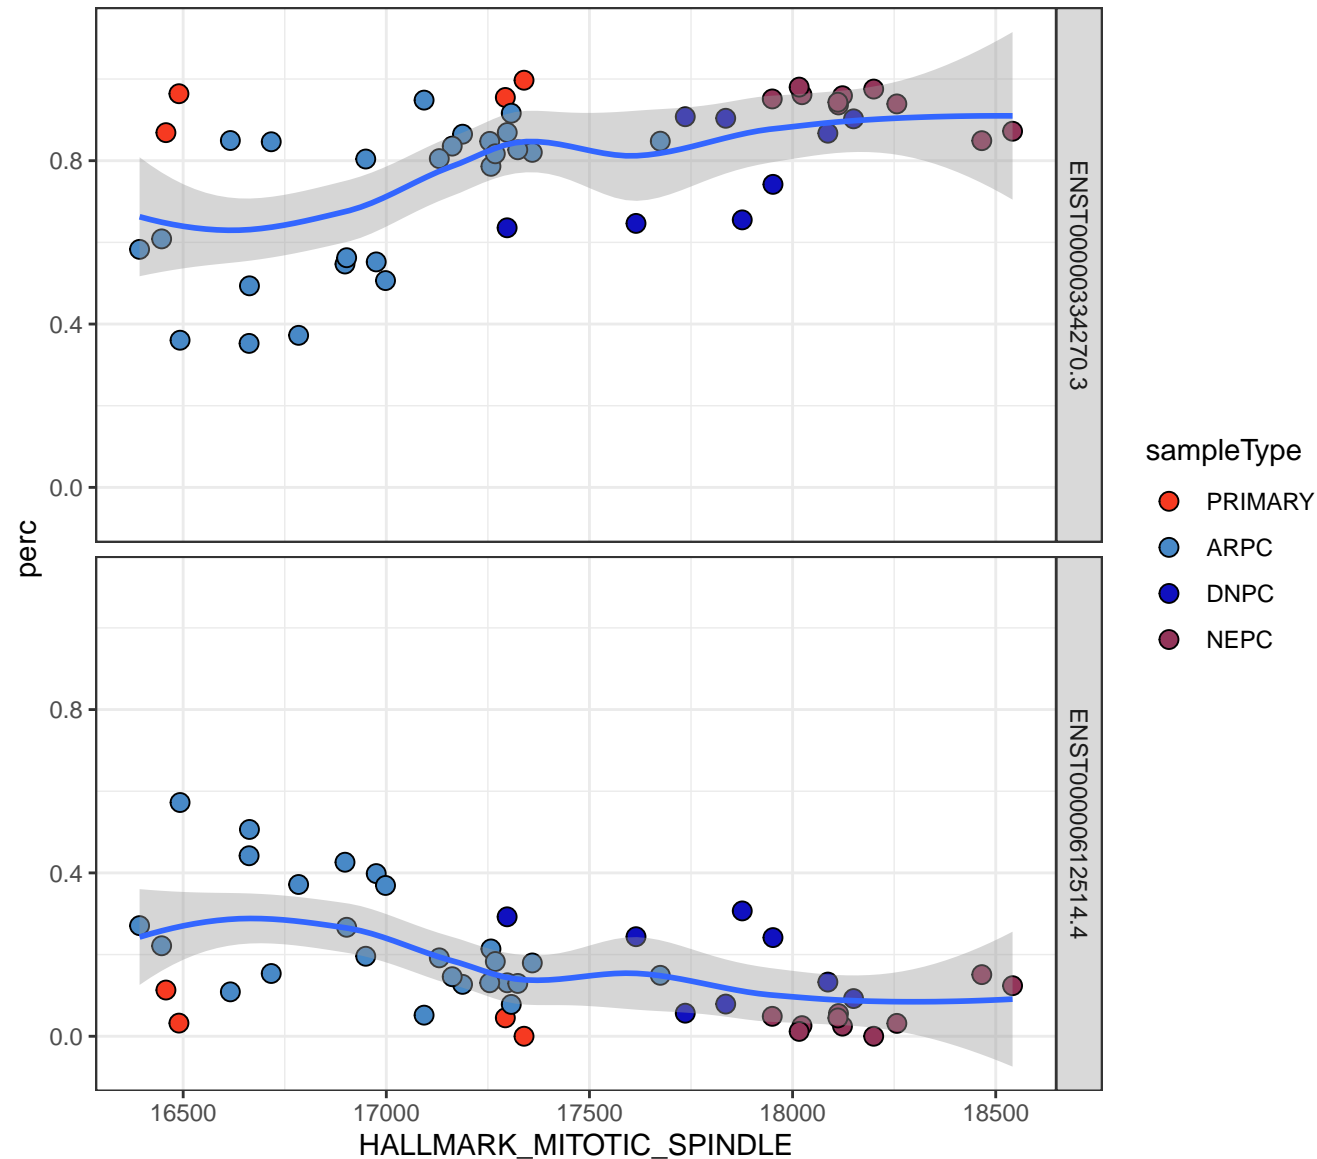 0.8
0.4
0.0
ENST00000334270.3
perc
0.8
0.4
0.0
ENST00000612514.4
16500
17000
17500
18000
18500
HALLMARK_MITOTIC_SPINDLE
sampleType
PRIMARY
ARPC
DNPC
NEPC